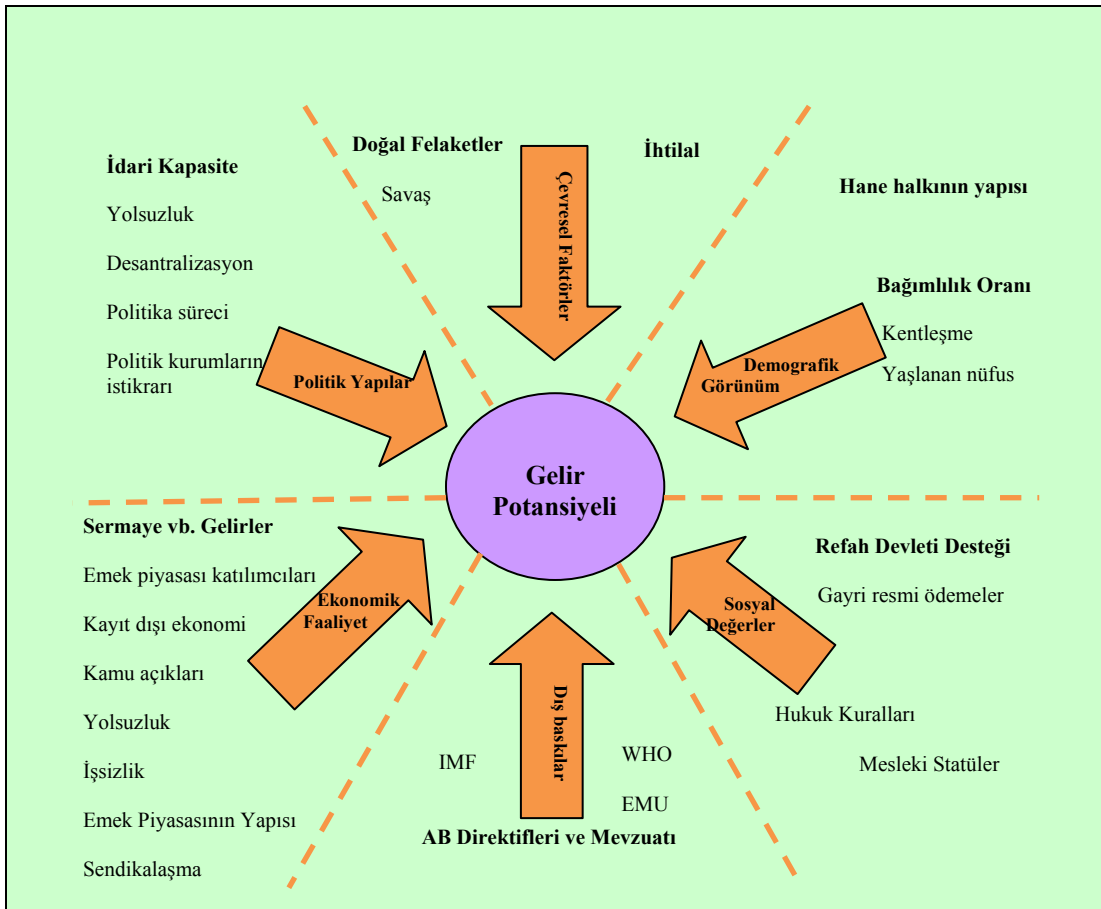 Doğal Felaketler
Savaş
Çevresel Faktörler
İhtilal
İdari Kapasite
Yolsuzluk
Desantralizasyon
Politika süreci
Politik kurumların
istikrarı
Politik Yapılar
Hane halkının yapısı
Bağımlılık Oranı
Kentleşme
Yaşlanan nüfus
Demografik
Görünüm
Gelir
Potansiyeli
Sermaye vb. Gelirler
Emek piyasası katılımcıları
Kayıt dışı ekonomi
Kamu açıkları
Yolsuzluk
İşsizlik
Emek Piyasasının Yapısı
Sendikalaşma
Ekonomik
Faaliyet
Dış baskılar
IMF
WHO
EMU
AB Direktifleri ve Mevzuatı
Refah Devleti Desteği
Gayri resmi ödemeler
Sosyal
Değerler
Hukuk Kuralları
Mesleki Statüler